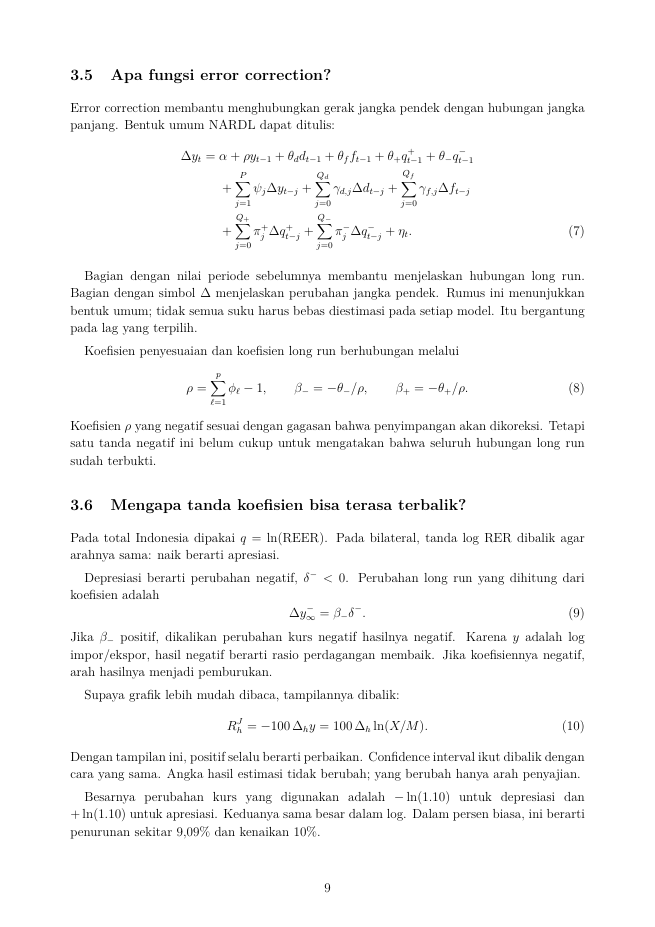 3.5 Apa fungsi error correction?
Error correction membantu menghubungkan gerak jangka pendek dengan hubungan jangka
panjang. Bentuk umum NARDL dapat ditulis:
Δy_t = α + ρy_{t−1} + θ_d d_{t−1} + θ_f f_{t−1} + θ_+ q^+_{t−1} + θ_− q^−_{t−1}
+ ∑_{j=1}^{P} ψ_j Δy_{t−j} + ∑_{j=0}^{Q_d} γ_{d,j} Δd_{t−j} + ∑_{j=0}^{Q_f} γ_{f,j} Δf_{t−j}
+ ∑_{j=0}^{Q_+} π^+_j Δq^+_{t−j} + ∑_{j=0}^{Q_−} π^−_j Δq^−_{t−j} + η_t. (7)
Bagian dengan nilai periode sebelumnya membantu menjelaskan hubungan long run.
Bagian dengan simbol Δ menjelaskan perubahan jangka pendek. Rumus ini menunjukkan
bentuk umum; tidak semua suku harus bebas diestimasi pada setiap model. Itu bergantung
pada lag yang terpilih.
Koefisien penyesuaian dan koefisien long run berhubungan melalui
ρ = ∑_{ℓ=1}^{p} ϕ_ℓ − 1, β_− = −θ_−/ρ, β_+ = −θ_+/ρ. (8)
Koefisien ρ yang negatif sesuai dengan gagasan bahwa penyimpangan akan dikoreksi. Tetapi
satu tanda negatif ini belum cukup untuk mengatakan bahwa seluruh hubungan long run
sudah terbukti.
3.6 Mengapa tanda koefisien bisa terasa terbalik?
Pada total Indonesia dipakai q = ln(REER). Pada bilateral, tanda log RER dibalik agar
arahnya sama: naik berarti apresiasi.
Depresiasi berarti perubahan negatif, δ^− < 0. Perubahan long run yang dihitung dari
koefisien adalah
Δy^−_∞ = β_− δ^−. (9)
Jika β_− positif, dikalikan perubahan kurs negatif hasilnya negatif. Karena y adalah log
impor/ekspor, hasil negatif berarti rasio perdagangan membaik. Jika koefisiennya negatif,
arah hasilnya menjadi pemburukan.
Supaya grafik lebih mudah dibaca, tampilannya dibalik:
R^J_h = −100 Δ_h y = 100 Δ_h ln(X/M). (10)
Dengan tampilan ini, positif selalu berarti perbaikan. Confidence interval ikut dibalik dengan
cara yang sama. Angka hasil estimasi tidak berubah; yang berubah hanya arah penyajian.
Besarnya perubahan kurs yang digunakan adalah − ln(1.10) untuk depresiasi dan
+ ln(1.10) untuk apresiasi. Keduanya sama besar dalam log. Dalam persen biasa, ini berarti
penurunan sekitar 9,09% dan kenaikan 10%.
9